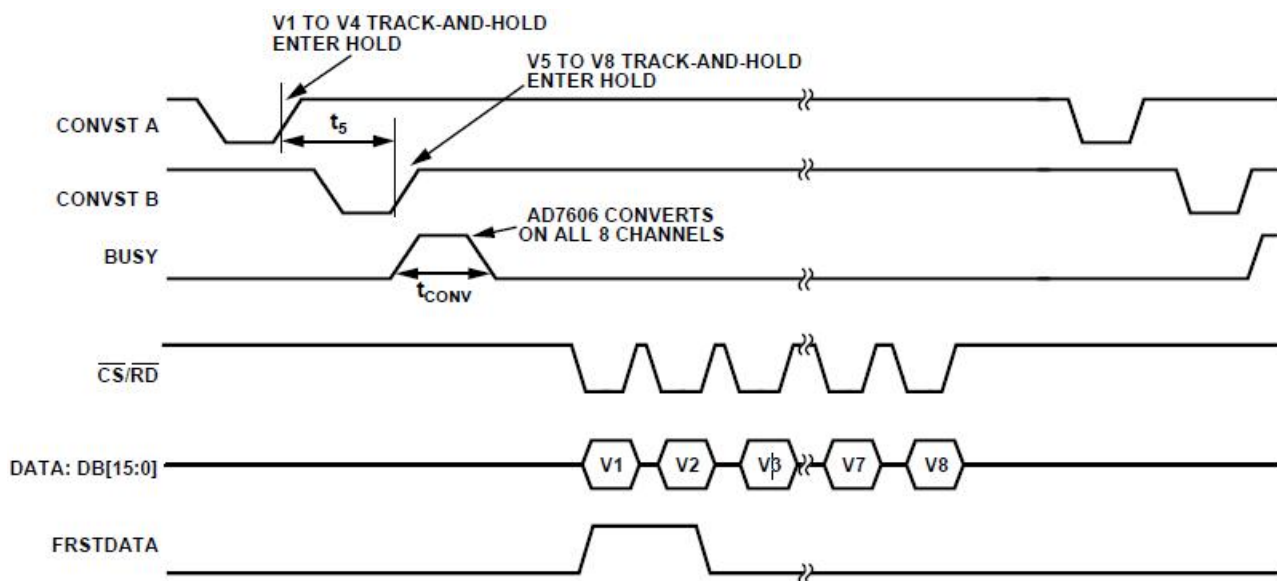 V1 TO V4 TRACK-AND-HOLD
ENTER HOLD
V5 TO V8 TRACK-AND-HOLD
ENTER HOLD
CONVST A
t5
CONVST B
AD7606 CONVERTS
ON ALL 8 CHANNELS
BUSY
tCONV
CS/RD
DATA: DB[15:0]
V1
V2
V3
V7
V8
FRSTDATA